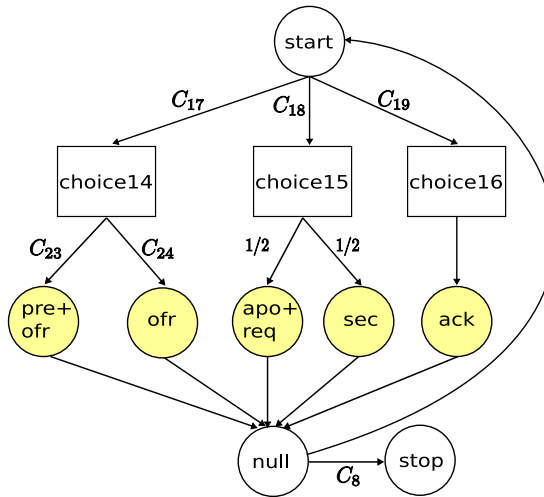 start
C17
C18
C19
choice14
choice15
choice16
C23
C24
1/2
1/2
pre+
ofr
ofr
apo+
req
sec
ack
null
C8
stop